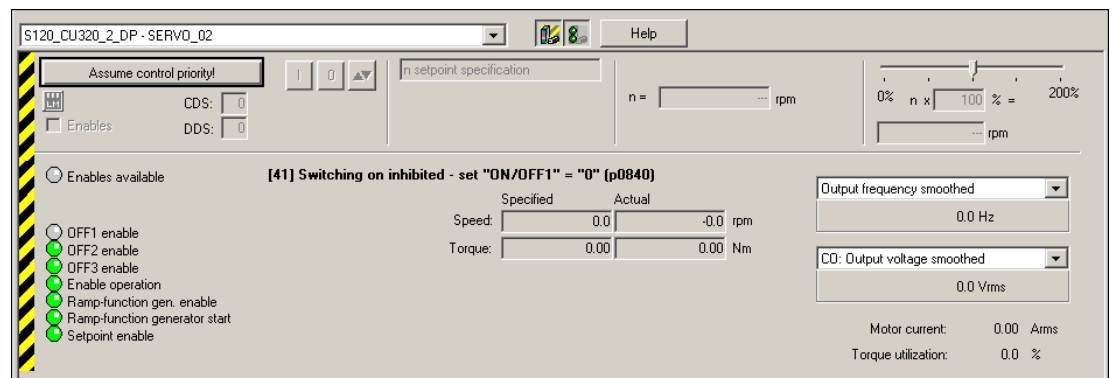 S120_CU320_2_DP - SERVO_02 Help
Assume control priority! I 0 n setpoint specification
CDS: 0 n = --- rpm 0% n x 100 % = 200%
Enables DDS: 0 --- rpm
Enables available [41] Switching on inhibited - set "ON/OFF1" = "0" (p0840)
Specified Actual Output frequency smoothed
Speed: 0.0 -0.0 rpm 0.0 Hz
OFF1 enable
OFF2 enable Torque: 0.00 0.00 Nm
OFF3 enable CO: Output voltage smoothed
Enable operation
Ramp-function gen. enable 0.0 Vrms
Ramp-function generator start
Setpoint enable Motor current: 0.00 Arms
Torque utilization: 0.0 %